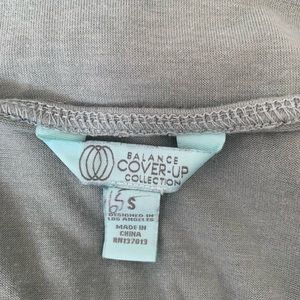 BALANCE
COVER-UP
COLLECTION
S
DESIGNED IN
LOS ANGELES
MADE IN
CHINA
RN137013